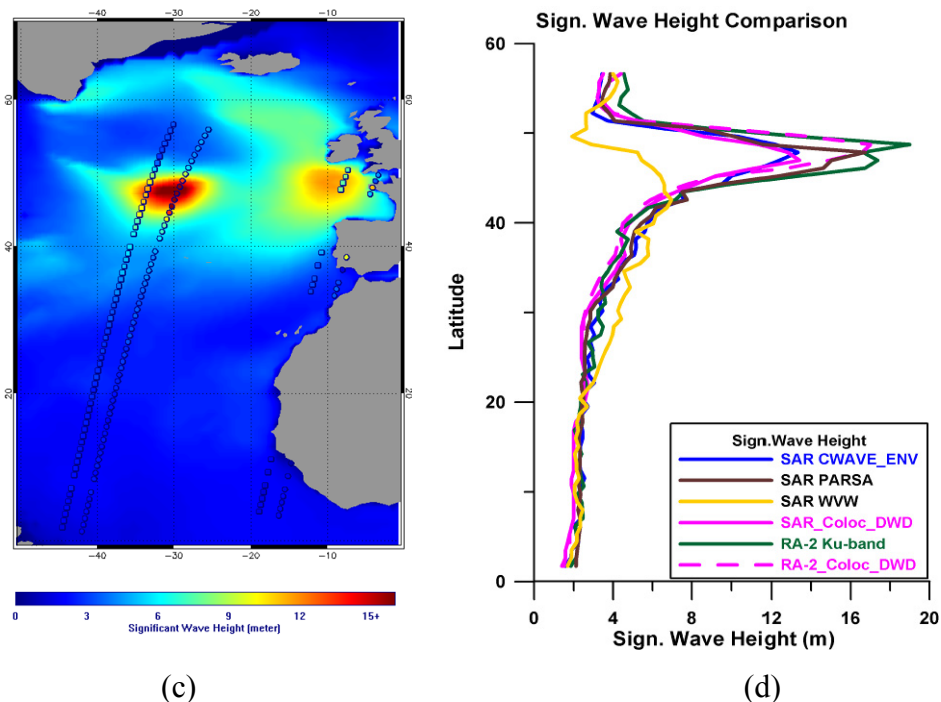 −40
−30
−20
−10
60
60
40
40
20
20
−40
−30
−20
−10
0
3
6
9
12
15+
Significant Wave Height (meter)
(c)
Sign. Wave Height Comparison
60
40
20
0
Latitude
Sign.Wave Height
SAR CWAVE_ENV
SAR PARSA
SAR WVW
SAR_Coloc_DWD
RA-2 Ku-band
RA-2_Coloc_DWD
0
4
8
12
16
20
Sign. Wave Height (m)
(d)